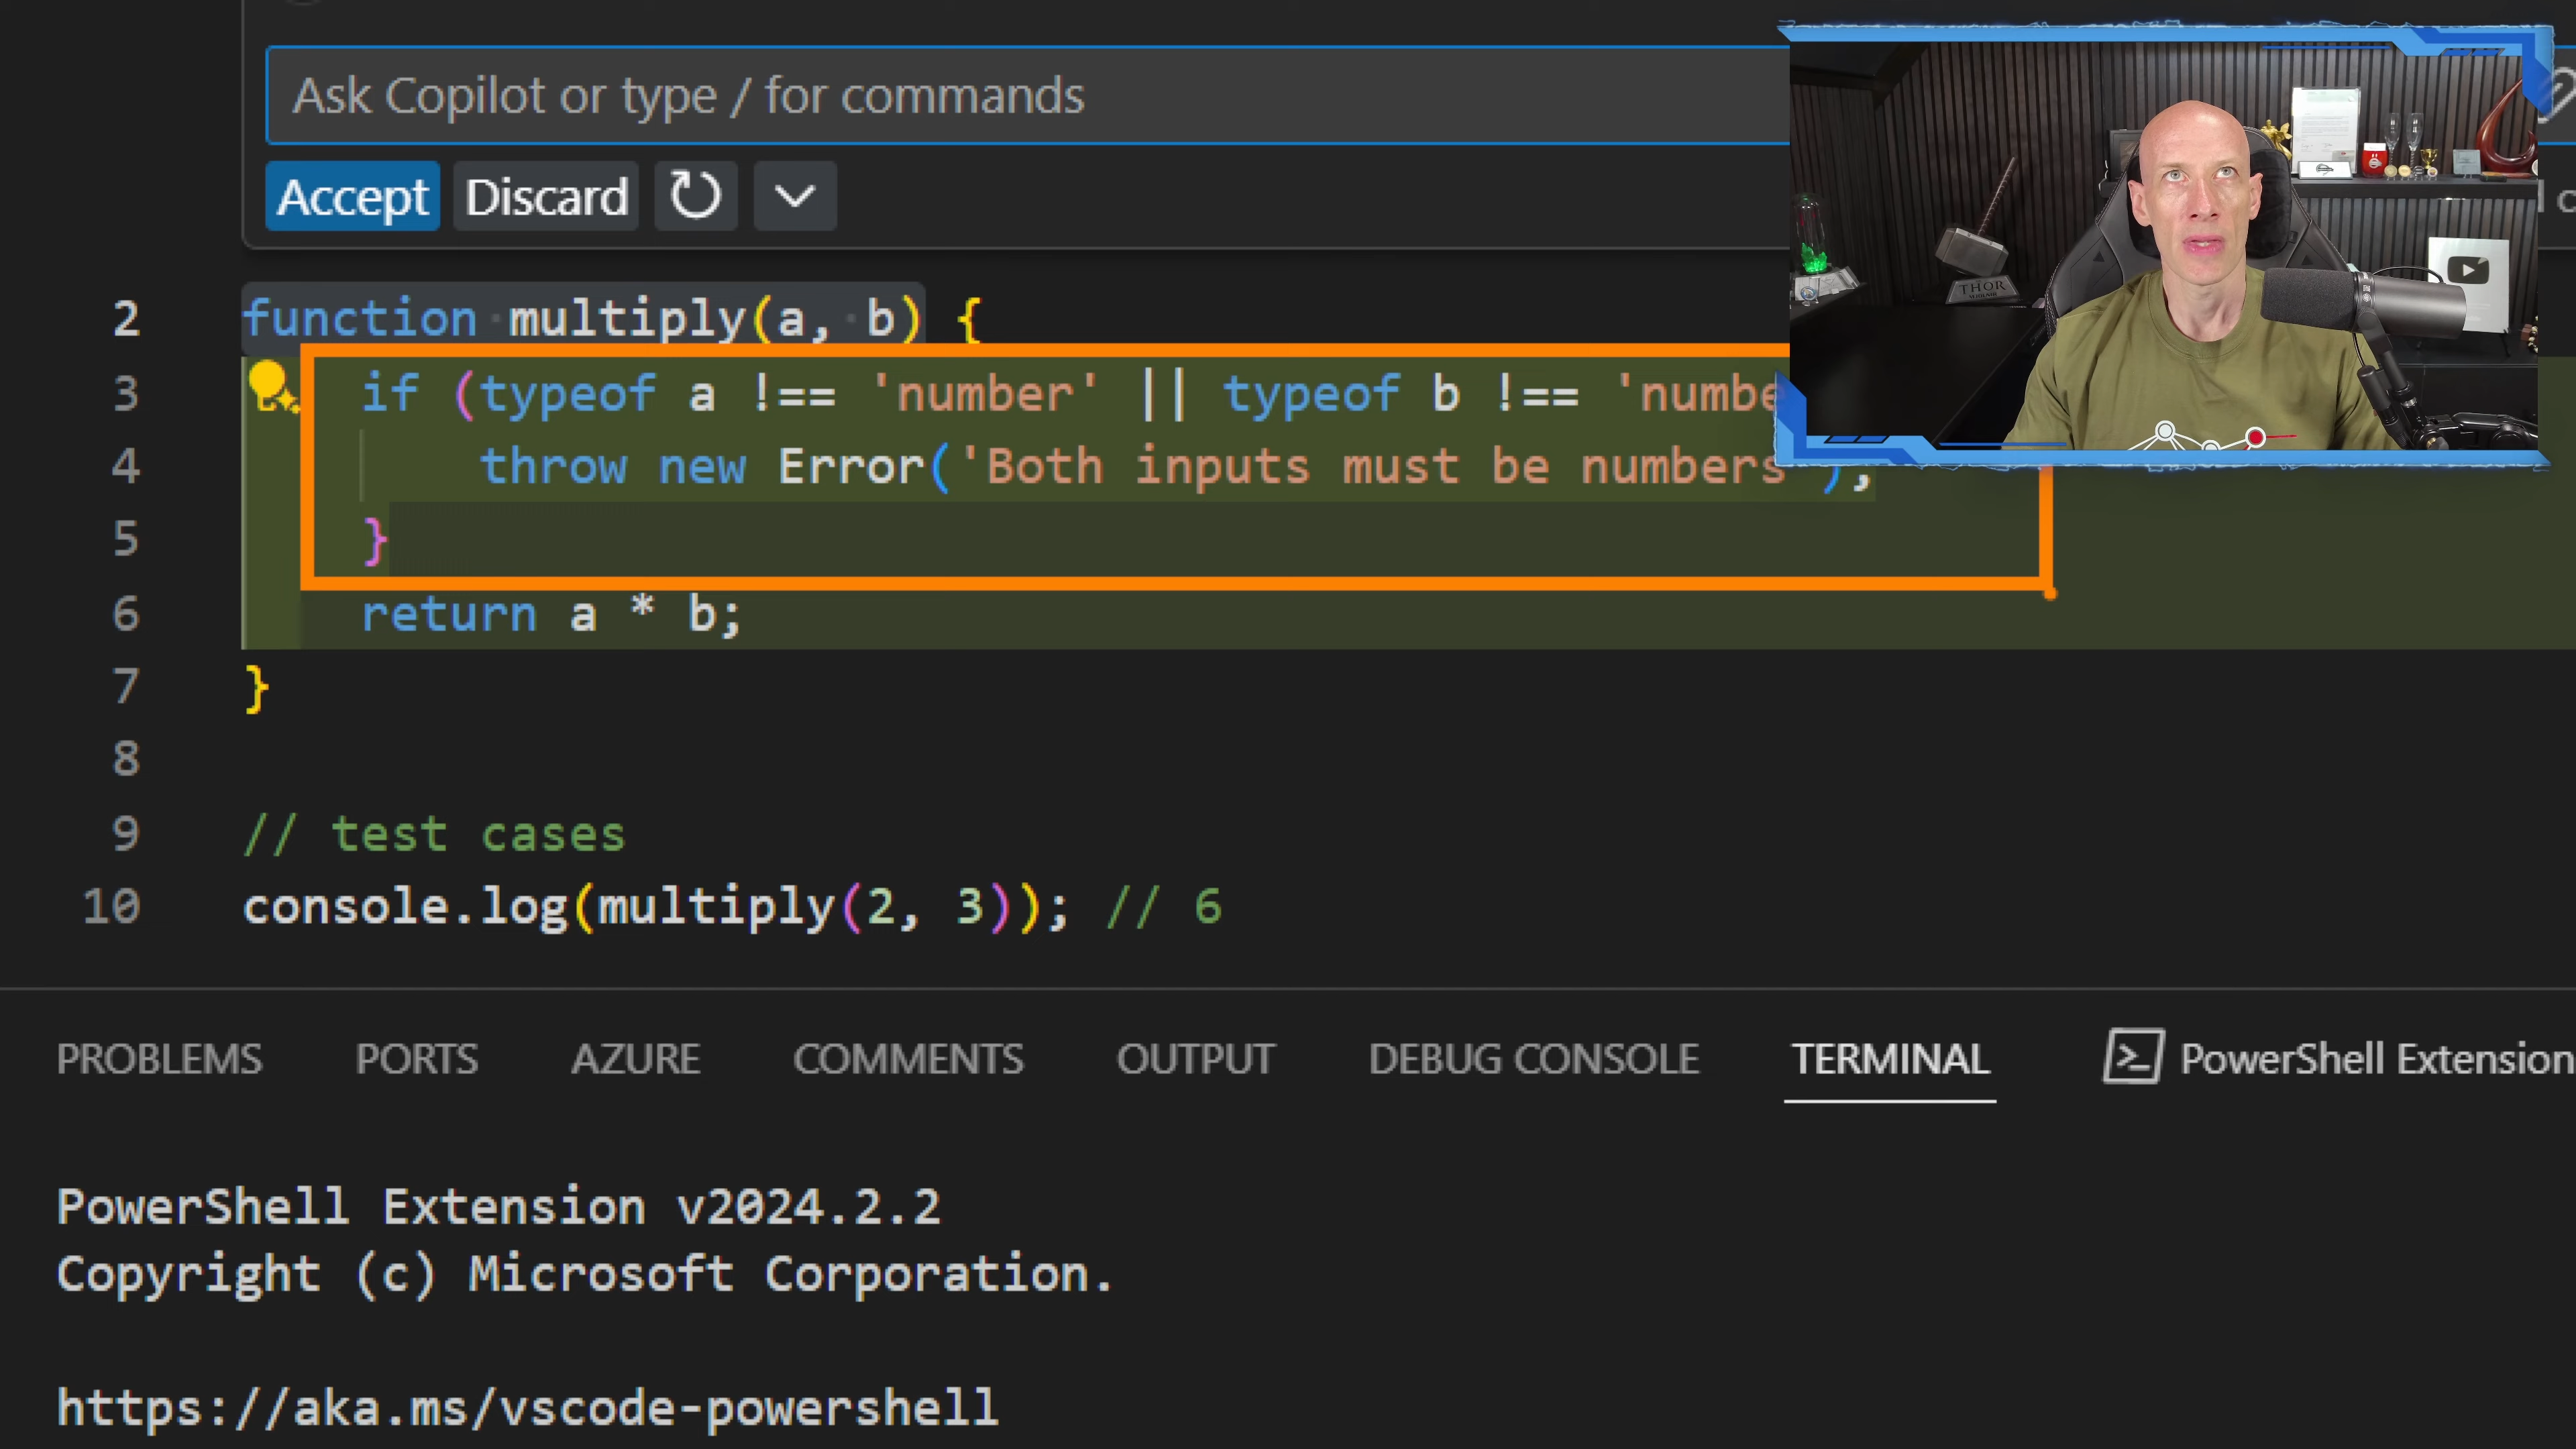 Ask Copilot or type / for commands
Accept Discard
2 function multiply(a, b) {
3 if (typeof a !== 'number' || typeof b !== 'numbe
4 throw new Error('Both inputs must be numbers');
5 }
6 return a * b;
7 }
8
9 // test cases
10 console.log(multiply(2, 3)); // 6
THOR
PROBLEMS PORTS AZURE COMMENTS OUTPUT DEBUG CONSOLE TERMINAL PowerShell Extension
PowerShell Extension v2024.2.2
Copyright (c) Microsoft Corporation.
https://aka.ms/vscode-powershell